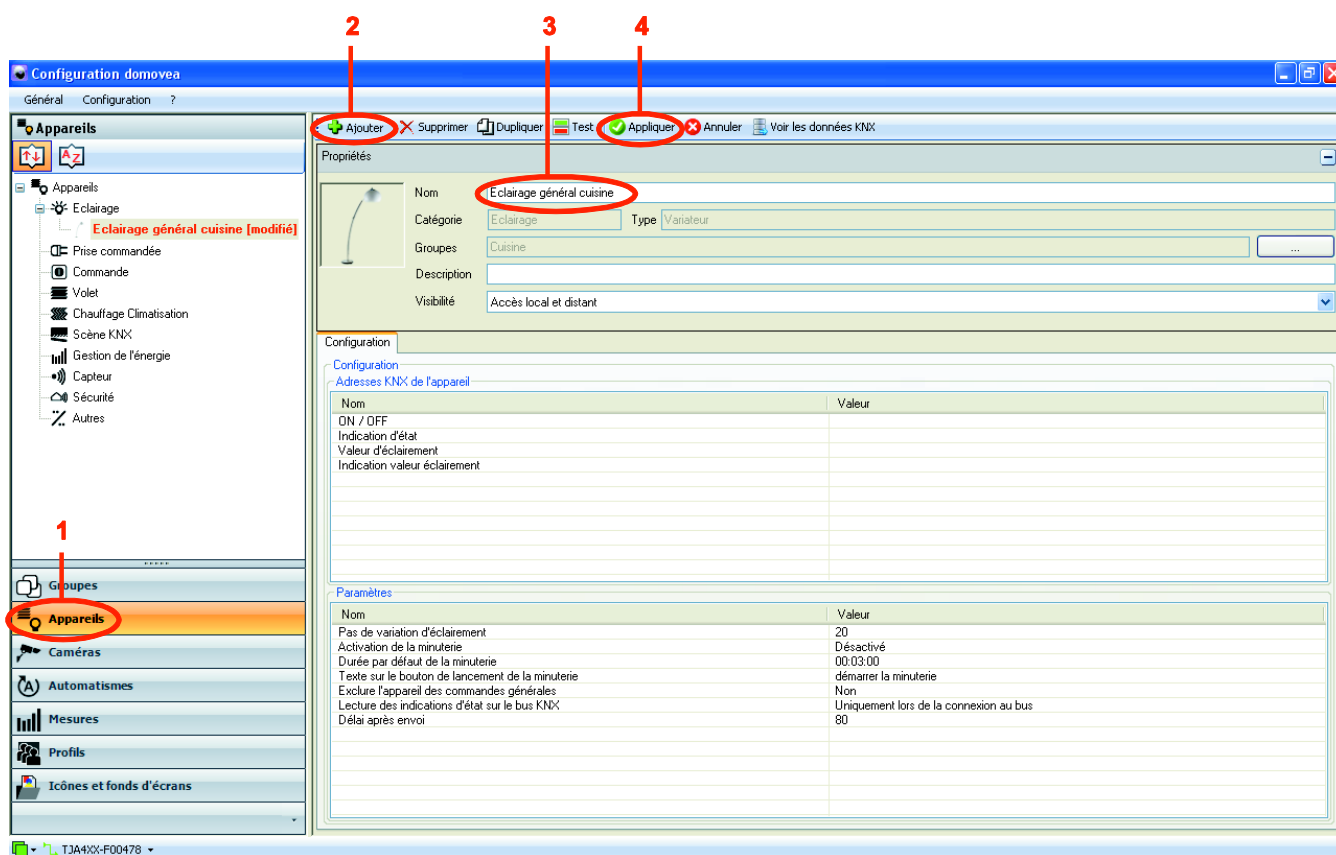 2 3 4
Configuration domovea
Général Configuration ?
Appareils
Ajouter Supprimer Dupliquer Test Appliquer Annuler Voir les données KNX
AZ
Propriétés
Nom Eclairage général cuisine
Catégorie Eclairage Type Variateur
Groupes Cuisine ...
Description
Visibilité Accès local et distant
Appareils
Eclairage
Eclairage général cuisine [modifié]
Prise commandée
Commande
Volet
Chauffage Climatisation
Scène KNX
Gestion de l'énergie
Capteur
Sécurité
Autres
1
Groupes
Appareils
Caméras
Automatismes
Mesures
Profils
Icônes et fonds d'écrans
Configuration
Configuration
Adresses KNX de l'appareil
Nom Valeur
ON / OFF
Indication d'état
Valeur d'éclairement
Indication valeur éclairement
Paramètres
Nom Valeur
Pas de variation d'éclairement 20
Activation de la minuterie Désactivé
Durée par défaut de la minuterie 00:03:00
Texte sur le bouton de lancement de la minuterie démarrer la minuterie
Exclure l'appareil des commandes générales Non
Lecture des indications d'état sur le bus KNX Uniquement lors de la connexion au bus
Délai après envoi 80
TJA4XX-F00478